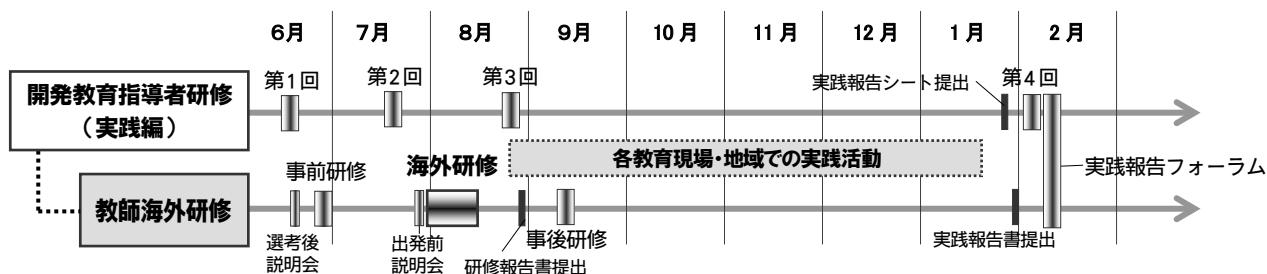 6月 7月 8月 9月 10月 11月 12月 1月 2月
開発教育指導者研修
（実践編）
第1回
第2回
第3回
実践報告シート提出
第4回
各教育現場・地域での実践活動
実践報告フォーラム
教師海外研修
事前研修
海外研修
選考後
説明会
出発前
説明会
研修報告書提出
事後研修
実践報告書提出